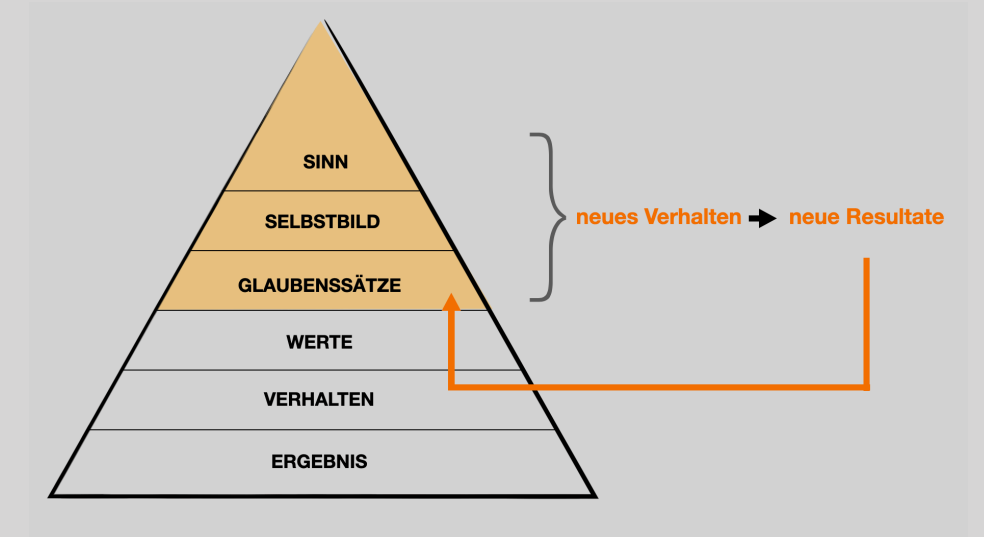 SINN
SELBSTBILD
GLAUBENSSÄTZE
WERTE
VERHALTEN
ERGEBNIS
neues Verhalten
neue Resultate